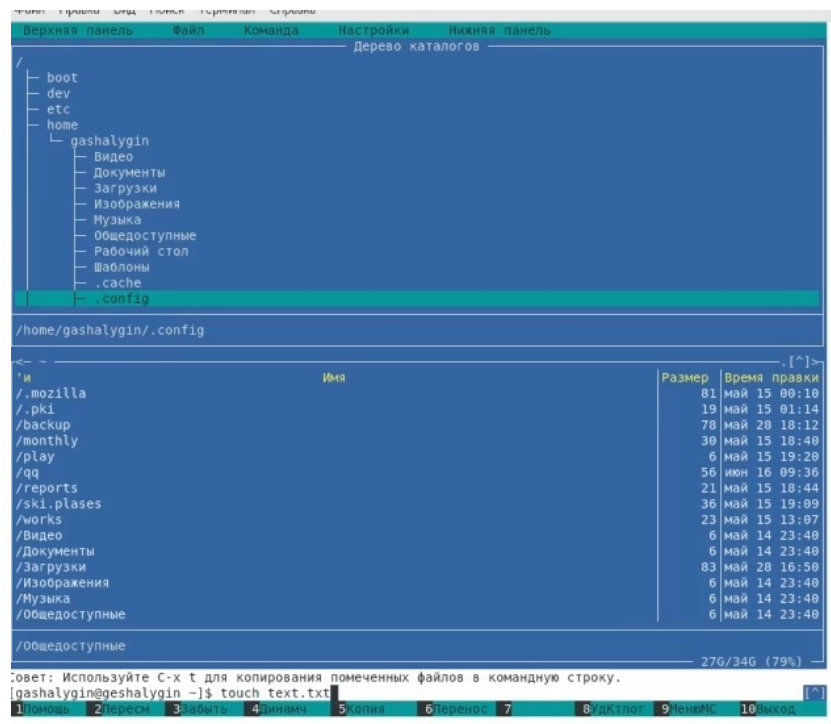 Файл Правка Вид Поиск Терминал Справка
Верхняя панель Файл Команда Настройки Нижняя панель
Дерево каталогов
/
boot
dev
etc
home
gashalygin
Видео
Документы
Загрузки
Изображения
Музыка
Общедоступные
Рабочий стол
Шаблоны
.cache
.config
/home/gashalygin/.config
<— ~ .[^]>
'и Имя Размер Время правки
/.mozilla 81 май 15 00:10
/.pki 19 май 15 01:14
/backup 78 май 28 18:12
/monthly 30 май 15 18:40
/play 6 май 15 19:20
/qq 56 июн 16 09:36
/reports 21 май 15 18:44
/ski.plases 36 май 15 19:09
/works 23 май 15 13:07
/Видео 6 май 14 23:40
/Документы 6 май 14 23:40
/Загрузки 83 май 28 16:50
/Изображения 6 май 14 23:40
/Музыка 6 май 14 23:40
/Общедоступные 6 май 14 23:40
/Общедоступные
27G/34G (79%)
Совет: Используйте C-x t для копирования помеченных файлов в командную строку.
[gashalygin@geshalygin ~]$ touch text.txt [^]
1Помощь 2Пересм 3Забыть 4Динамч 5Копия 6Перенос 7 8УдКтлог 9МенюMC 10Выход